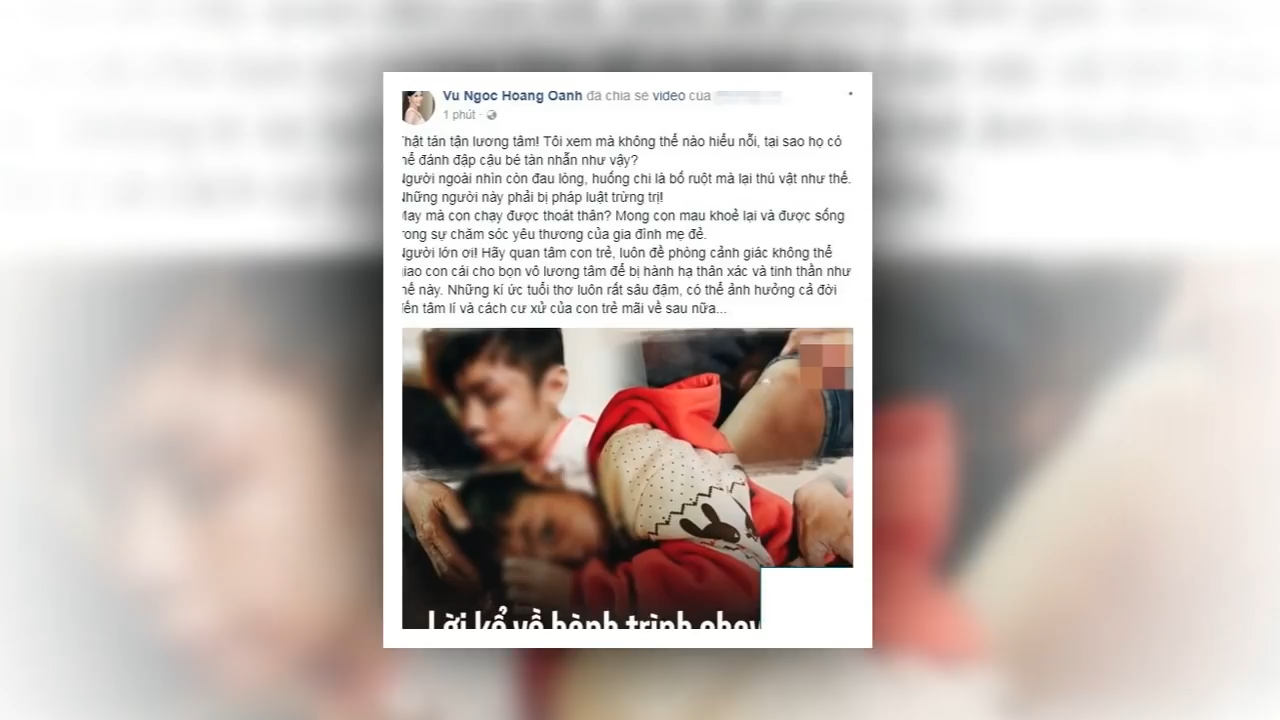 Vu Ngoc Hoang Oanh đã chia sẻ video của
1 phút ·
Thật tán tận lương tâm! Tôi xem mà không thể nào hiểu nỗi, tại sao họ có
thể đánh đập cậu bé tàn nhẫn như vậy?
Người ngoài nhìn còn đau lòng, huống chi là bố ruột mà lại thú vật như thế.
Những người này phải bị pháp luật trừng trị!
May mà con chạy được thoát thân? Mong con mau khoẻ lại và được sống
trong sự chăm sóc yêu thương của gia đình mẹ đẻ.
Người lớn ơi! Hãy quan tâm con trẻ, luôn đề phòng cảnh giác không thể
giao con cái cho bọn vô lương tâm để bị hành hạ thân xác và tinh thần như
thế này. Những kí ức tuổi thơ luôn rất sâu đậm, có thể ảnh hưởng cả đời
đến tâm lí và cách cư xử của con trẻ mãi về sau nữa...
Lời kể về hành trình chạy